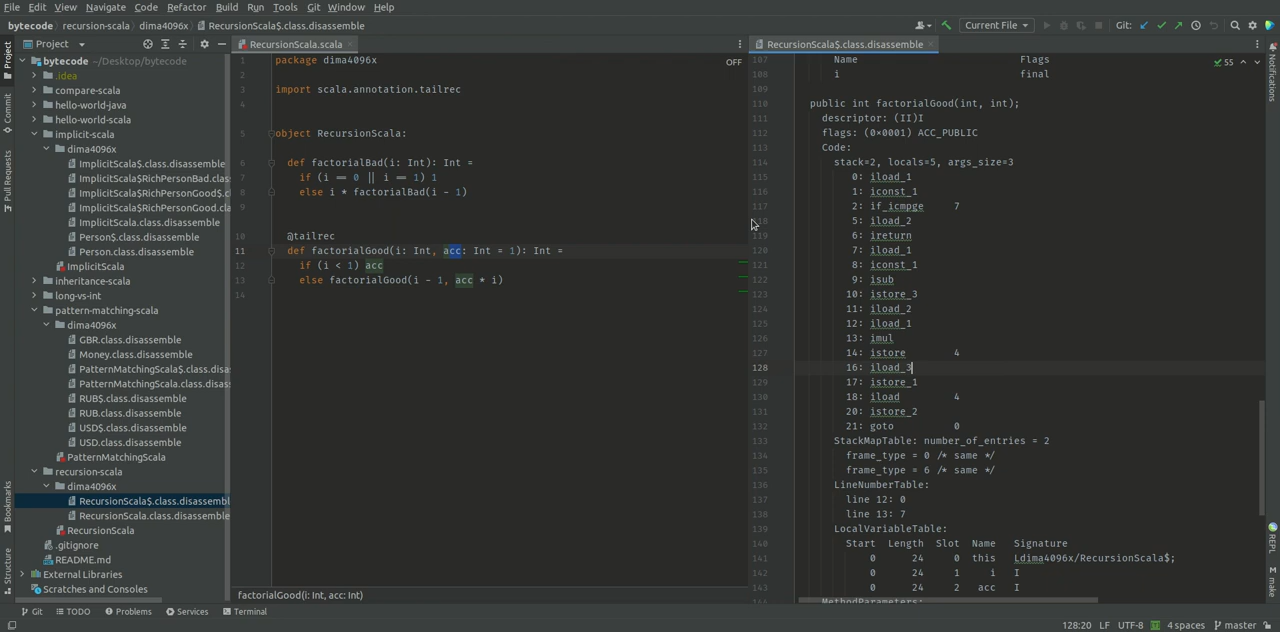 File Edit View Navigate Code Refactor Build Run Tools Git Window Help
bytecode recursion-scala dima4096x RecursionScala$.class.disassemble
Current File
Git:
Project
RecursionScala.scala
RecursionScala$.class.disassemble
Project
Commit
Pull Requests
Bookmarks
Structure
bytecode ~/Desktop/bytecode
.idea
compare-scala
hello-world-java
hello-world-scala
implicit-scala
dima4096x
ImplicitScala$.class.disassemble
ImplicitScala$RichPersonBad.class
ImplicitScala$RichPersonGood$.c
ImplicitScala$RichPersonGood.cla
ImplicitScala.class.disassemble
Person$.class.disassemble
Person.class.disassemble
ImplicitScala
inheritance-scala
long-vs-int
pattern-matching-scala
dima4096x
GBR.class.disassemble
Money.class.disassemble
PatternMatchingScala$.class.disas
PatternMatchingScala.class.disass
RUB$.class.disassemble
RUB.class.disassemble
USD$.class.disassemble
USD.class.disassemble
PatternMatchingScala
recursion-scala
dima4096x
RecursionScala$.class.disassembl
RecursionScala.class.disassemble
RecursionScala
.gitignore
README.md
External Libraries
Scratches and Consoles
OFF
1 package dima4096x
2
3 import scala.annotation.tailrec
4
5 object RecursionScala:
6 def factorialBad(i: Int): Int =
7 if (i == 0 || i == 1) 1
8 else i * factorialBad(i - 1)
9
10 @tailrec
11 def factorialGood(i: Int, acc: Int = 1): Int =
12 if (i < 1) acc
13 else factorialGood(i - 1, acc * i)
14
factorialGood(i: Int, acc: Int)
55
107 Name Flags
108 i final
109
110 public int factorialGood(int, int);
111 descriptor: (II)I
112 flags: (0×0001) ACC_PUBLIC
113 Code:
114 stack=2, locals=5, args_size=3
115 0: iload_1
116 1: iconst_1
117 2: if_icmpge 7
118 5: iload_2
119 6: ireturn
120 7: iload_1
121 8: iconst_1
122 9: isub
123 10: istore_3
124 11: iload_2
125 12: iload_1
126 13: imul
127 14: istore 4
128 16: iload_3
129 17: istore_1
130 18: iload 4
131 20: istore_2
132 21: goto 0
133 StackMapTable: number_of_entries = 2
134 frame_type = 0 /* same */
135 frame_type = 6 /* same */
136 LineNumberTable:
137 line 12: 0
138 line 13: 7
139 LocalVariableTable:
140 Start Length Slot Name Signature
141 0 24 0 this Ldima4096x/RecursionScala$;
142 0 24 1 i I
143 0 24 2 acc I
144 MethodParameters:
Notifications
REPL
make
Git TODO Problems Services Terminal
128:20 LF UTF-8 4 spaces master